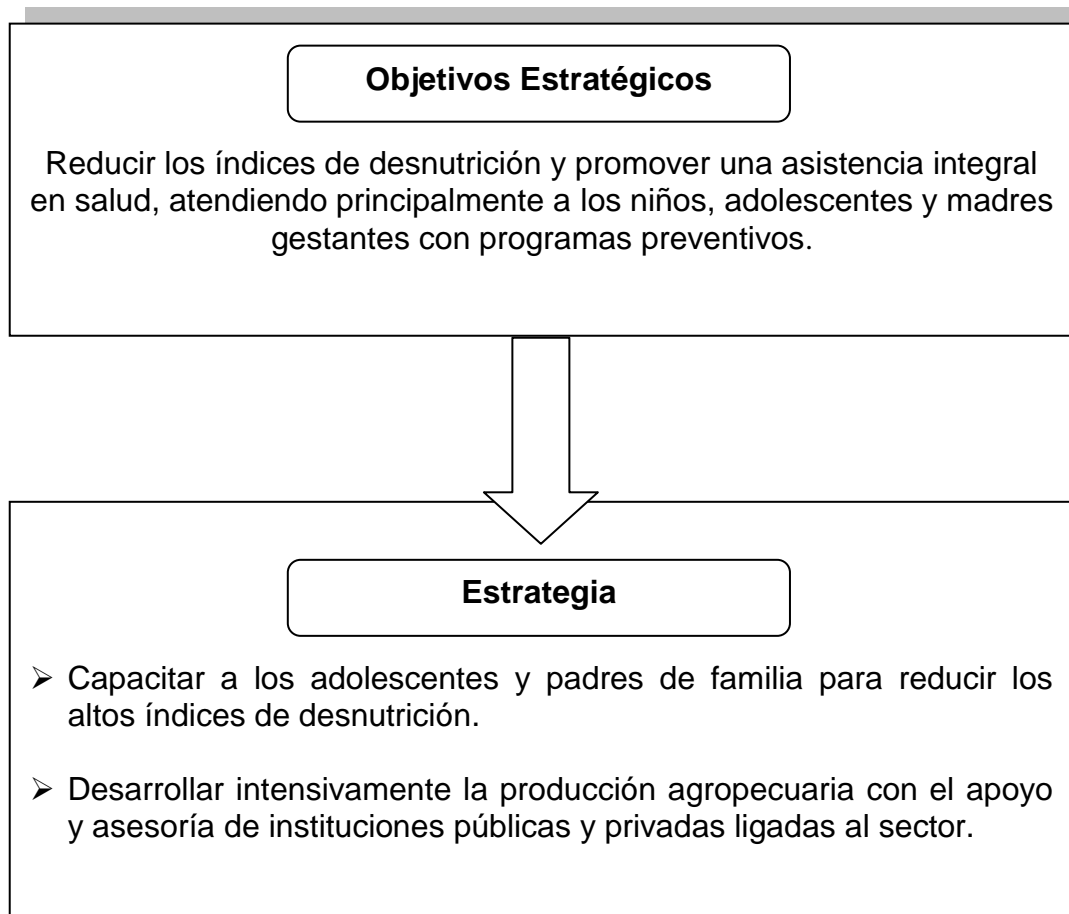 Objetivos Estratégicos
Reducir los índices de desnutrición y promover una asistencia integral
en salud, atendiendo principalmente a los niños, adolescentes y madres
gestantes con programas preventivos.
Estrategia
➢ Capacitar a los adolescentes y padres de familia para reducir los
altos índices de desnutrición.
➢ Desarrollar intensivamente la producción agropecuaria con el apoyo
y asesoría de instituciones públicas y privadas ligadas al sector.